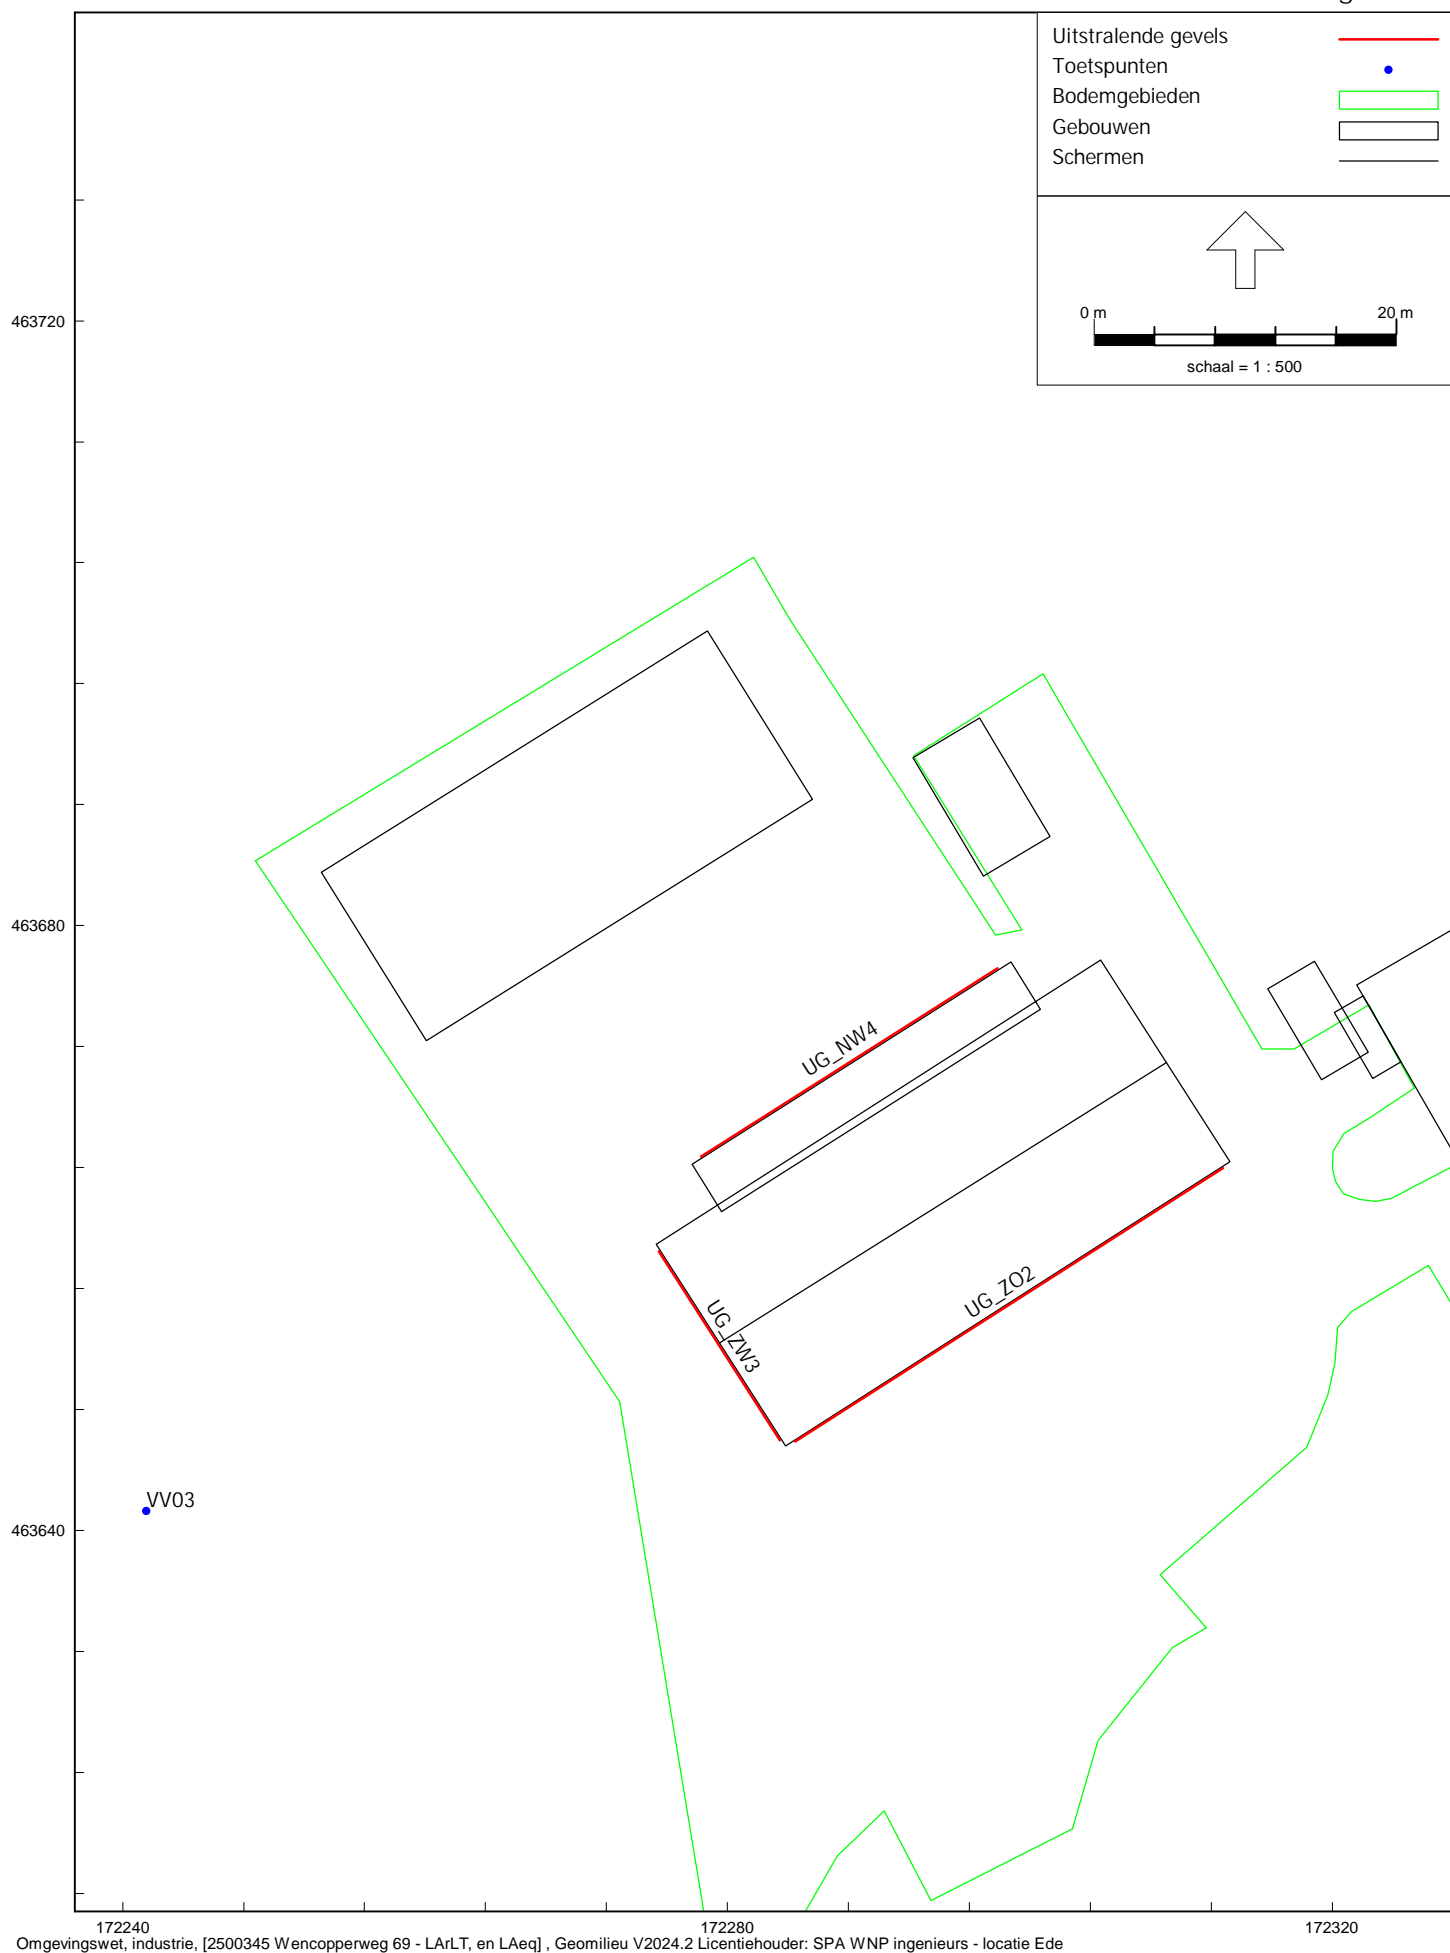 Uitstralende gevels
Toetspunten
Bodemgebieden
Gebouwen
Schermen
0 m 20 m
schaal = 1 : 500
463720
463680
UG_NW4
UG_ZO2
UG_ZW3
VV03
463640
172240 172280 172320
Omgevingswet, industrie, [2500345 Wencopperweg 69 - LArLT, en LAeq] , Geomilieu V2024.2 Licentiehouder: SPA WNP ingenieurs - locatie Ede